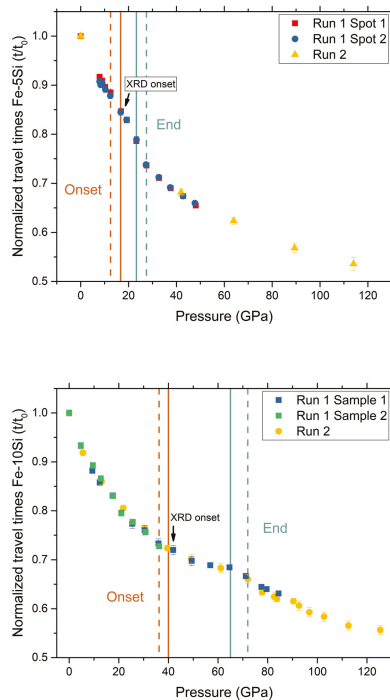 Normalized travel times Fe-5Si (t/t0)
1.0
0.9
0.8
0.7
0.6
0.5
Run 1 Spot 1
Run 1 Spot 2
Run 2
XRD onset
Onset
End
0 20 40 60 80 100 120
Pressure (GPa)
Normalized travel times Fe-10Si (t/t0)
1.0
0.9
0.8
0.7
0.6
0.5
Run 1 Sample 1
Run 1 Sample 2
Run 2
XRD onset
End
Onset
0 20 40 60 80 100 120
Pressure (GPa)